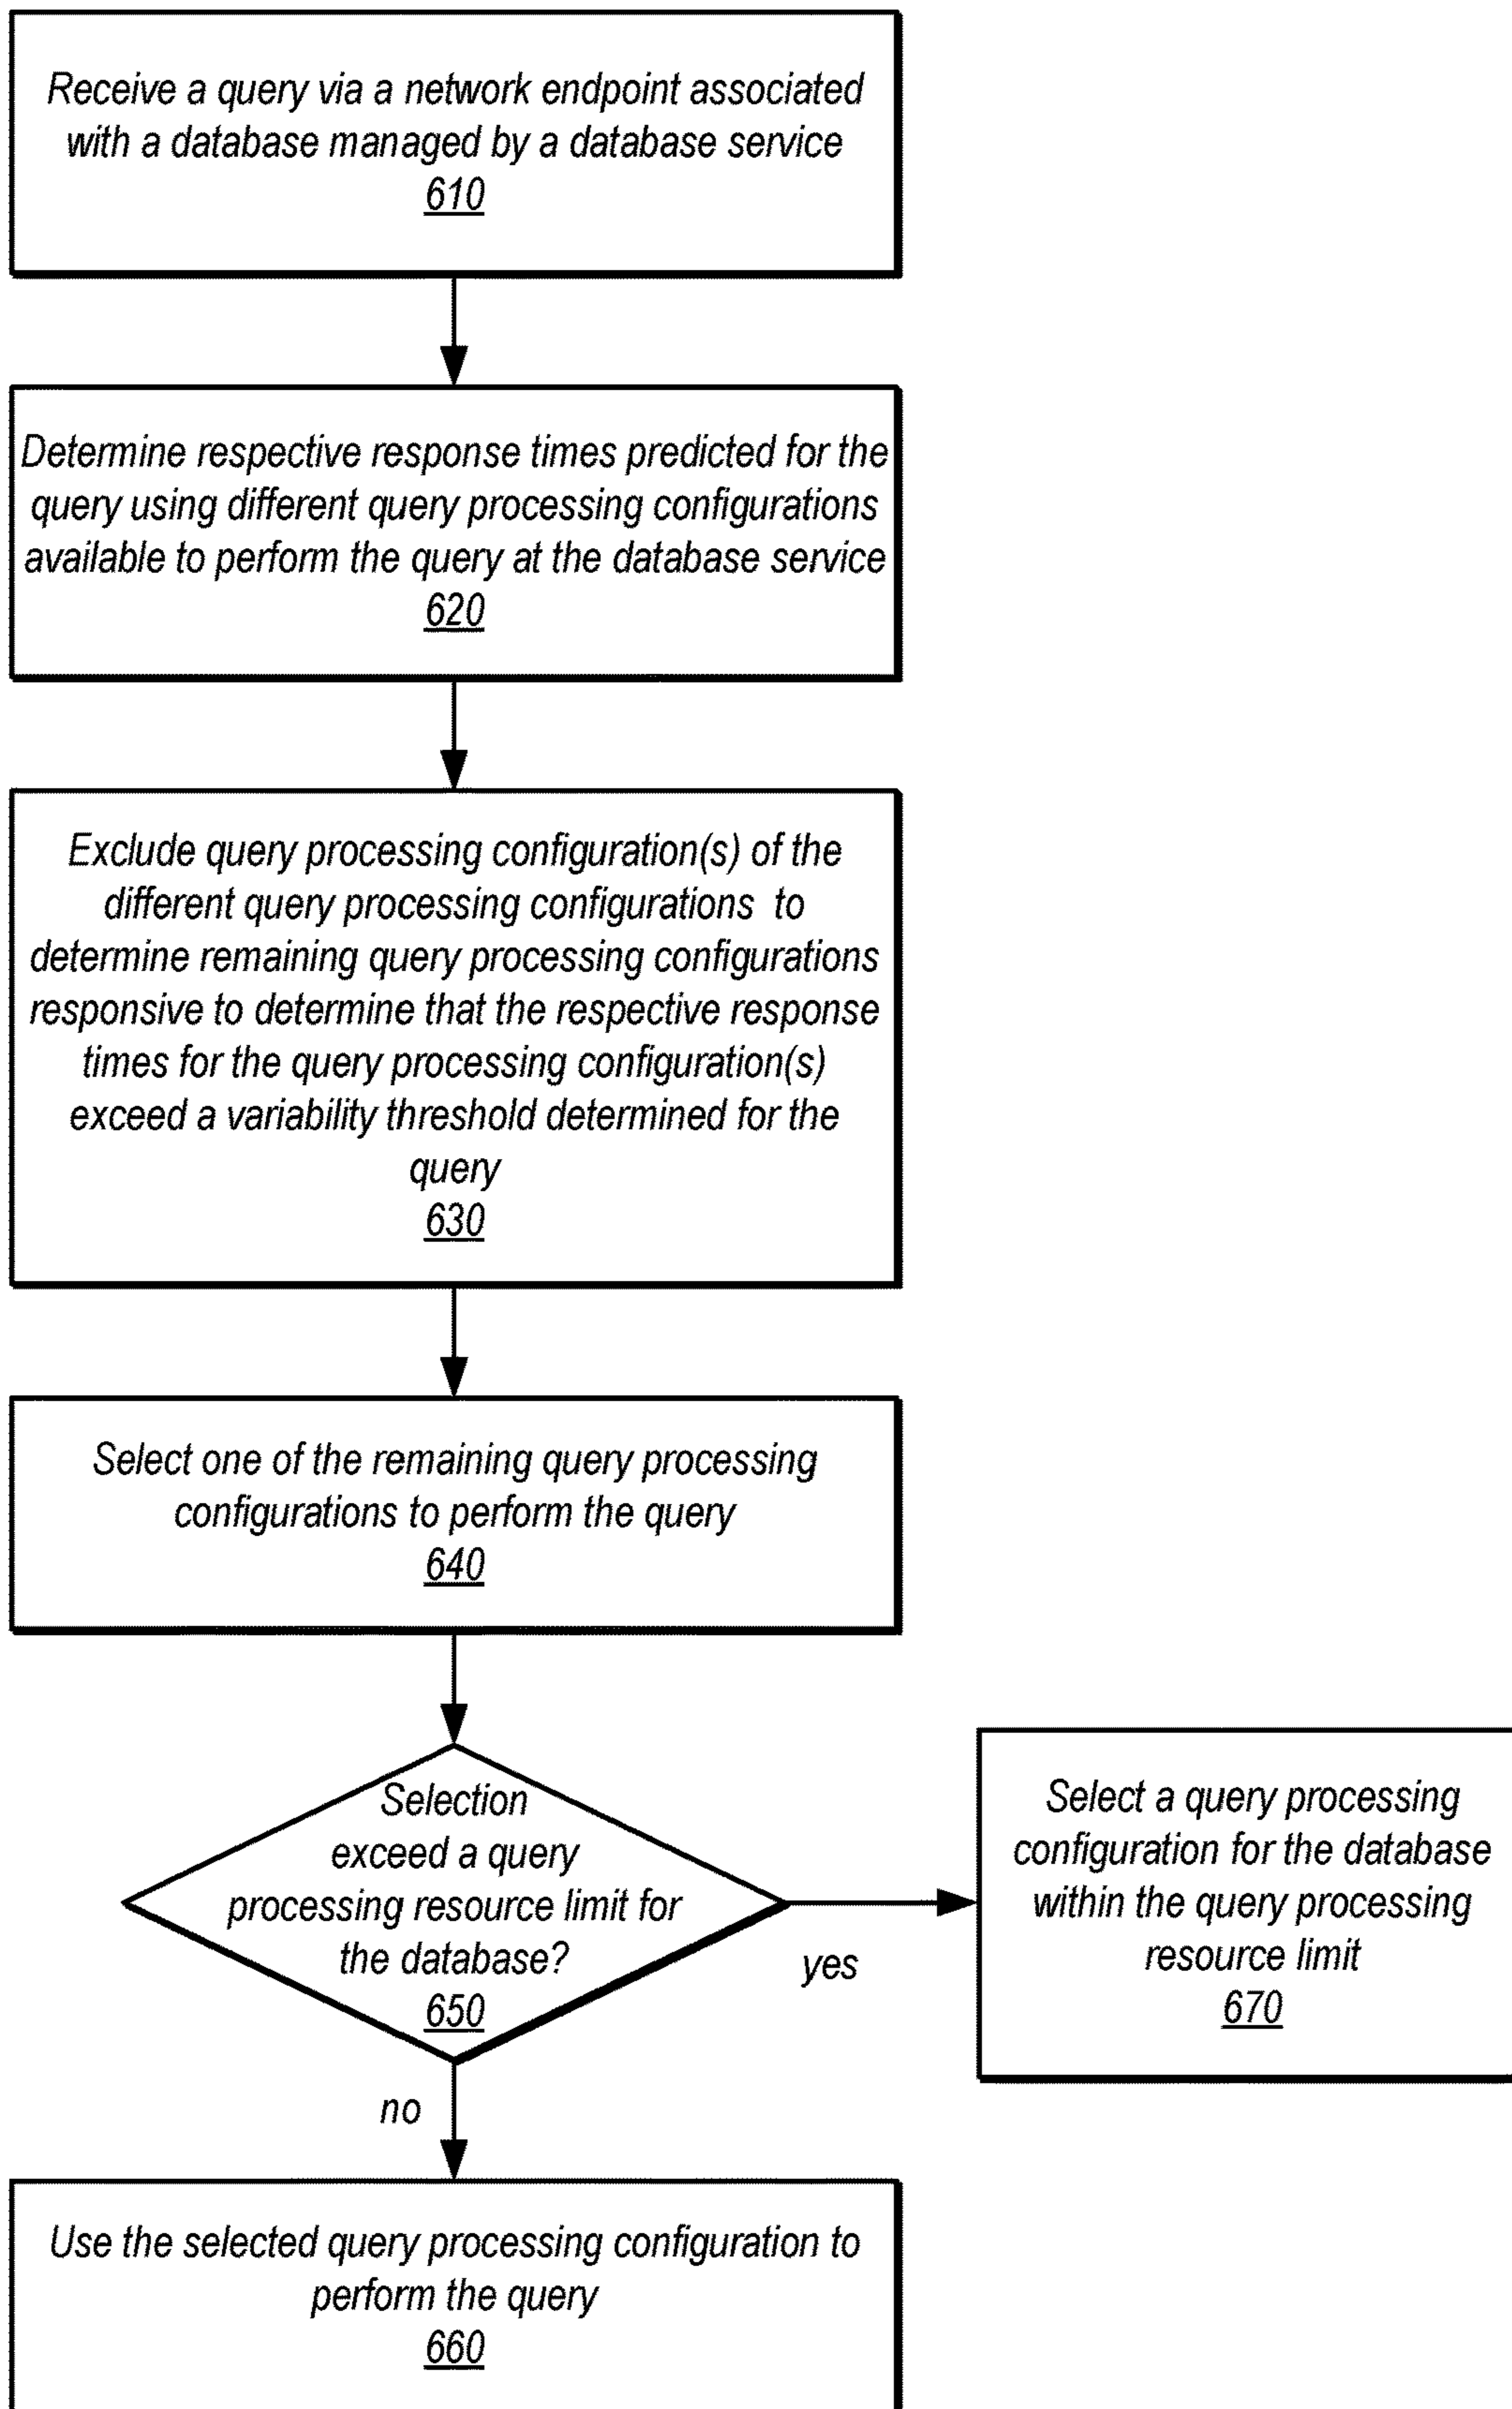 Receive a query via a network endpoint associated
with a database managed by a database service
610
Determine respective response times predicted for the
query using different query processing configurations
available to perform the query at the database service
620
Exclude query processing configuration(s) of the
different query processing configurations to
determine remaining query processing configurations
responsive to determine that the respective response
times for the query processing configuration(s)
exceed a variability threshold determined for the
query
630
Select one of the remaining query processing
configurations to perform the query
640
Selection
exceed a query
processing resource limit for
the database?
650
yes
Select a query processing
configuration for the database
within the query processing
resource limit
670
no
Use the selected query processing configuration to
perform the query
660